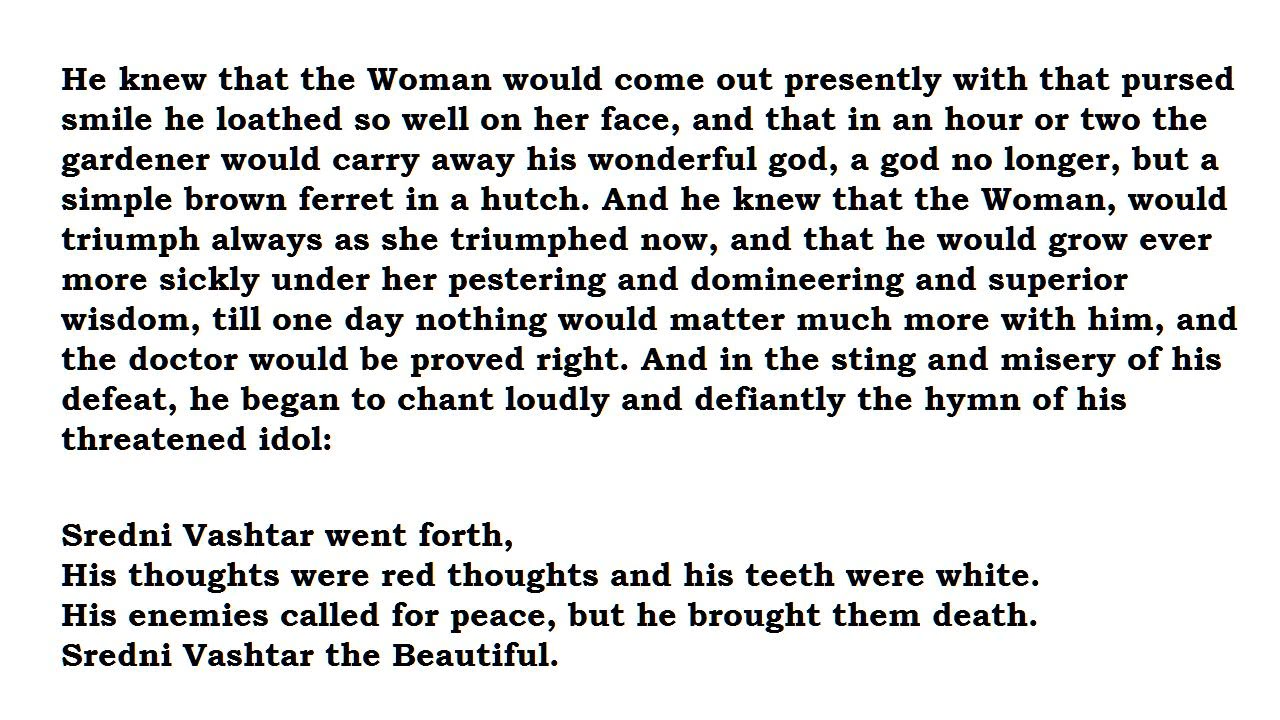 He knew that the Woman would come out presently with that pursed
smile he loathed so well on her face, and that in an hour or two the
gardener would carry away his wonderful god, a god no longer, but a
simple brown ferret in a hutch. And he knew that the Woman, would
triumph always as she triumphed now, and that he would grow ever
more sickly under her pestering and domineering and superior
wisdom, till one day nothing would matter much more with him, and
the doctor would be proved right. And in the sting and misery of his
defeat, he began to chant loudly and defiantly the hymn of his
threatened idol:
Sredni Vashtar went forth,
His thoughts were red thoughts and his teeth were white.
His enemies called for peace, but he brought them death.
Sredni Vashtar the Beautiful.